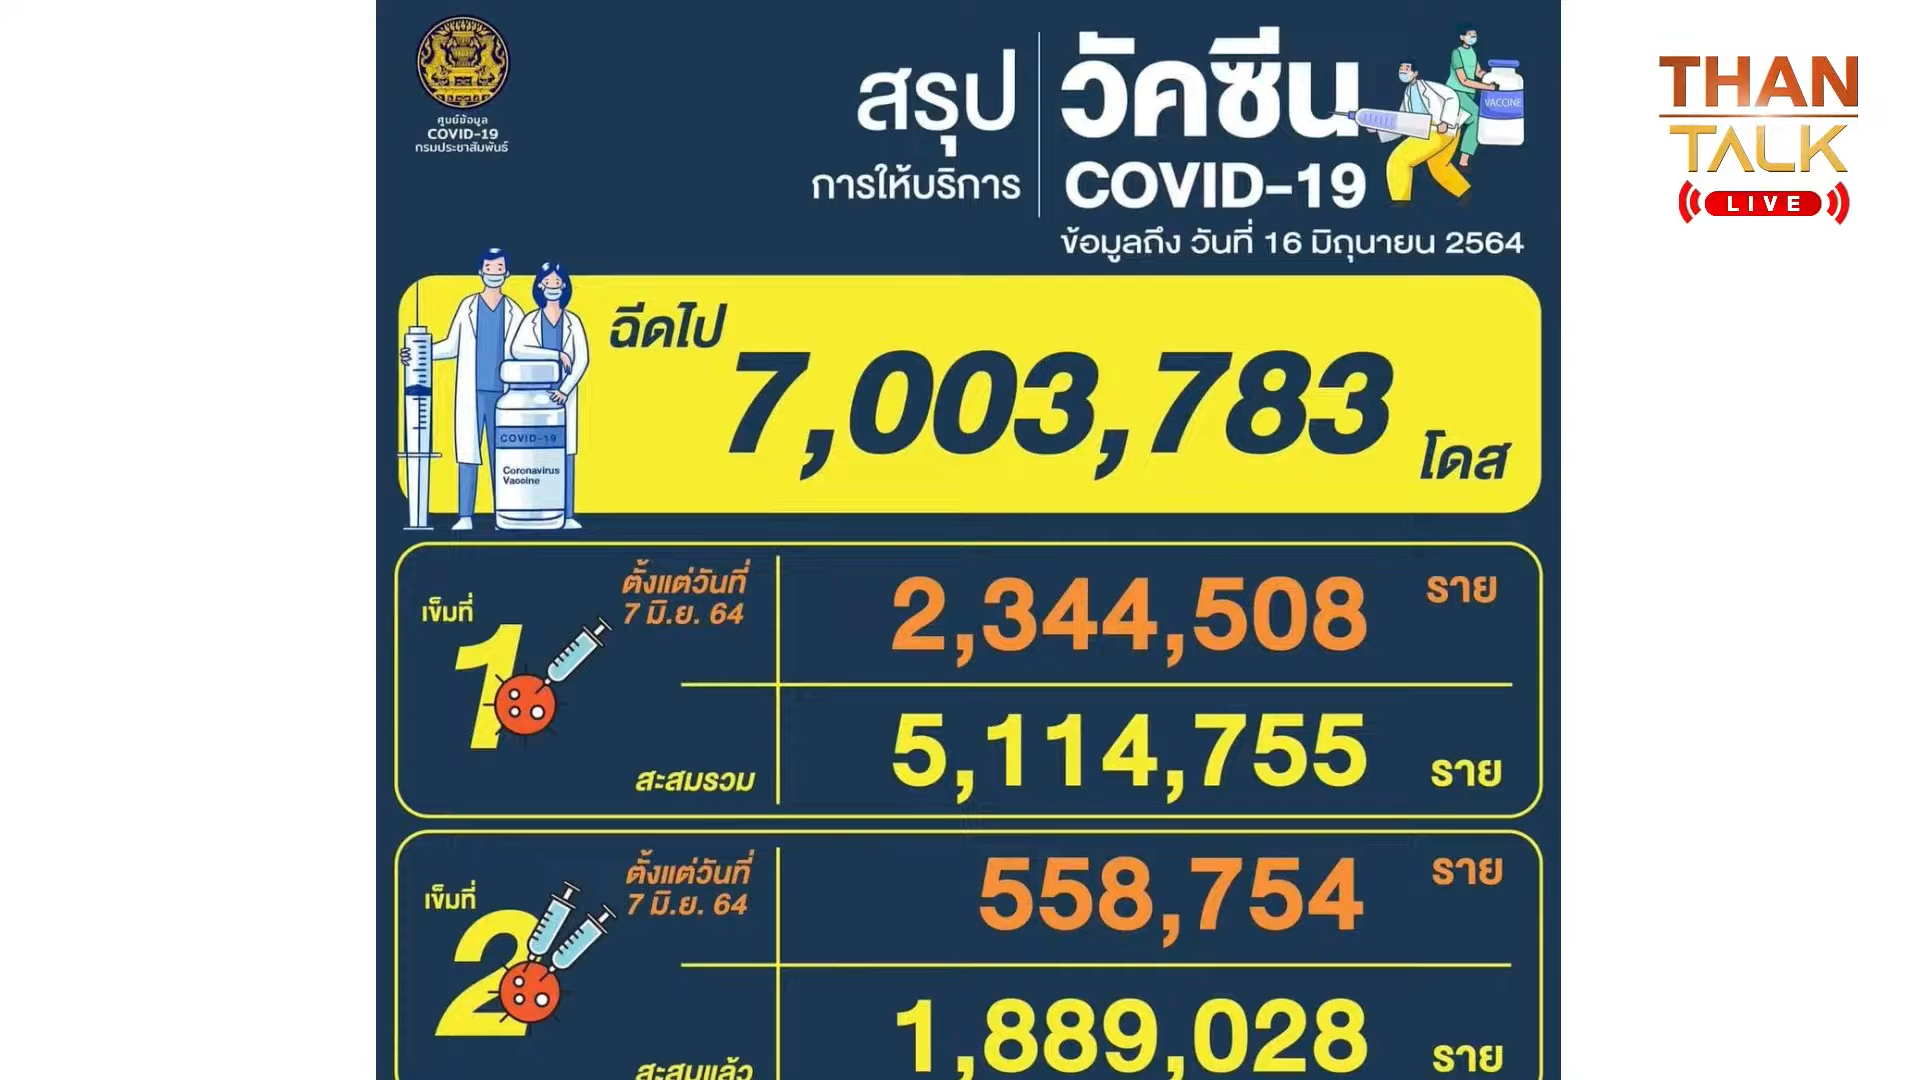 ศูนย์ข้อมูล
COVID-19
กรมประชาสัมพันธ์
สรุป
การให้บริการ
วัคซีน
COVID-19
ข้อมูลถึง วันที่ 16 มิถุนายน 2564
VACCINE
THAN
TALK
LIVE
ฉีดไป
7,003,783
โดส
COVID-19
Coronavirus
Vaccine
เข็มที่
1
ตั้งแต่วันที่
7 มิ.ย. 64
2,344,508 ราย
สะสมรวม
5,114,755 ราย
เข็มที่
2
ตั้งแต่วันที่
7 มิ.ย. 64
558,754 ราย
สะสมแล้ว
1,889,028 ราย